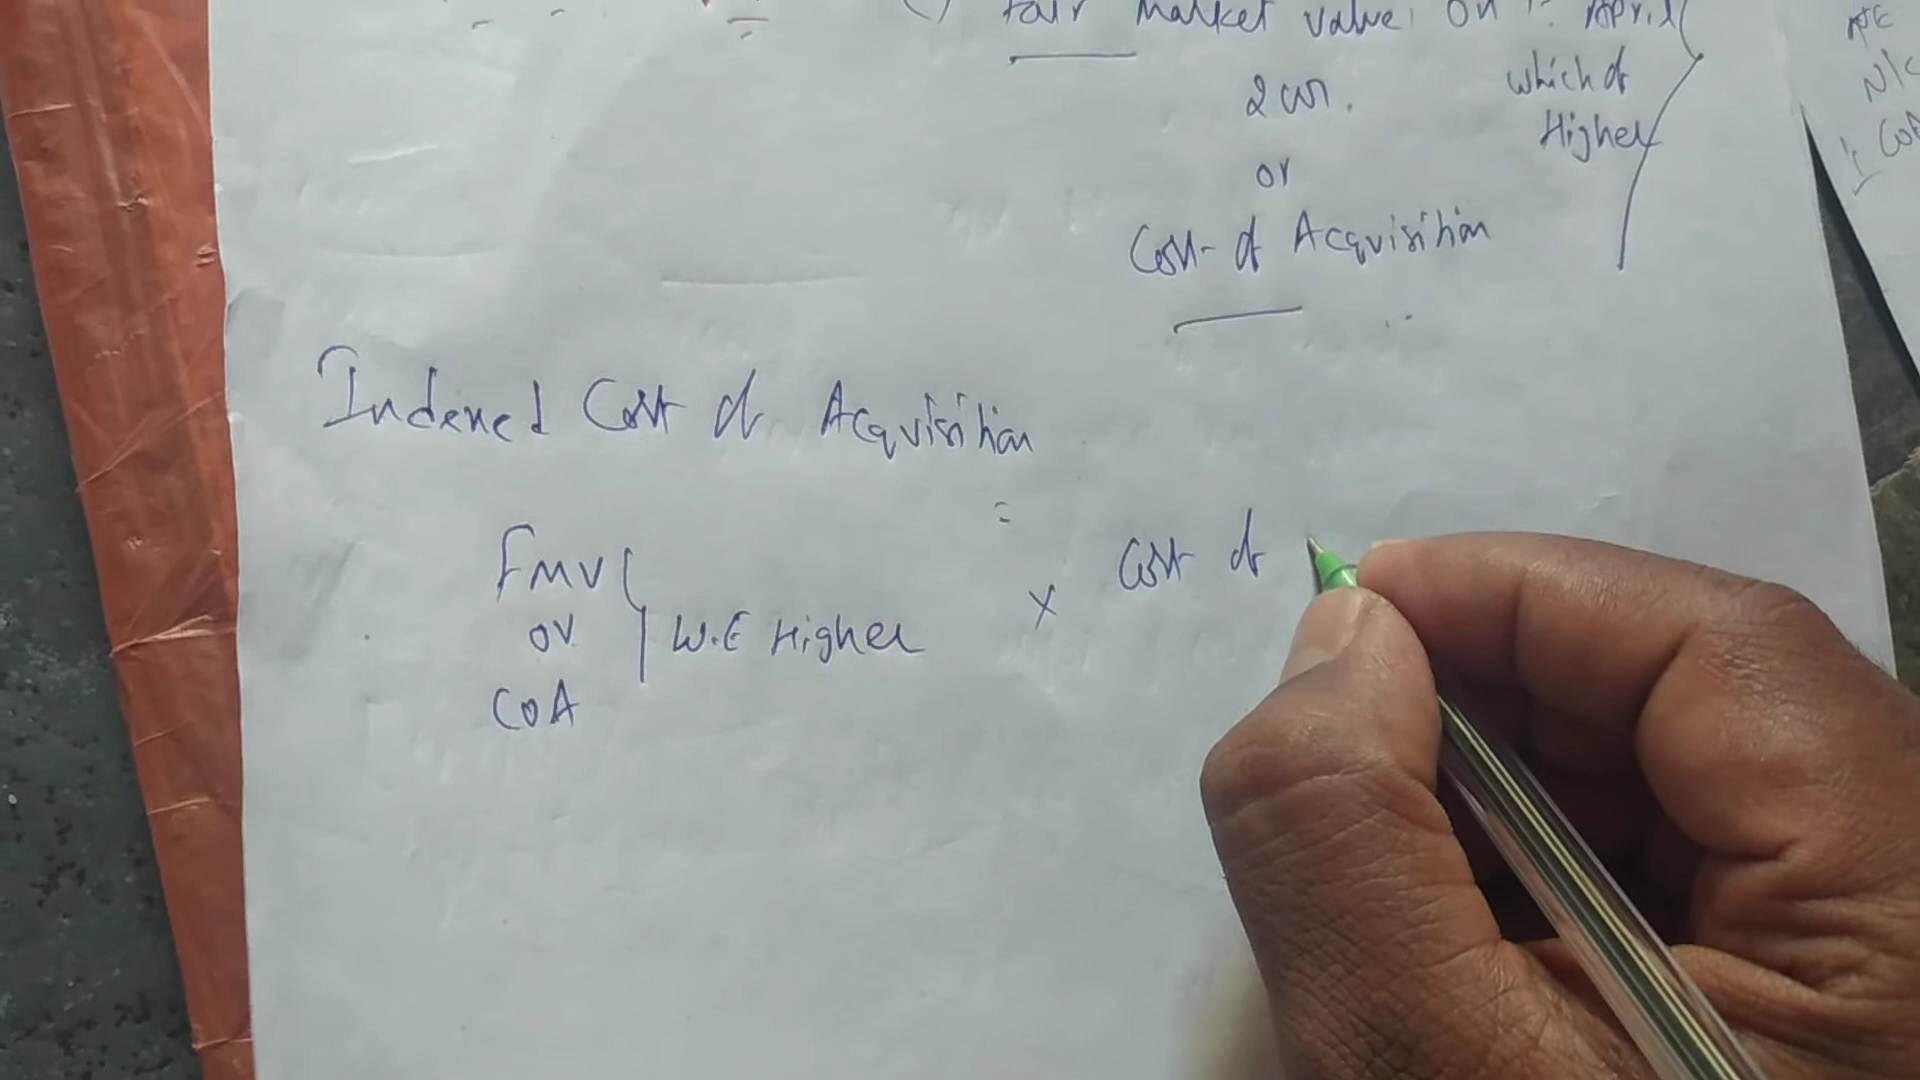 Fair Market Value on 1st April
which of
Higher
or
Cost of Acquisition
Indexed Cost of Acquisition
=
FMV
or
COA
W.E Higher
x
Cost of
N/C
COA